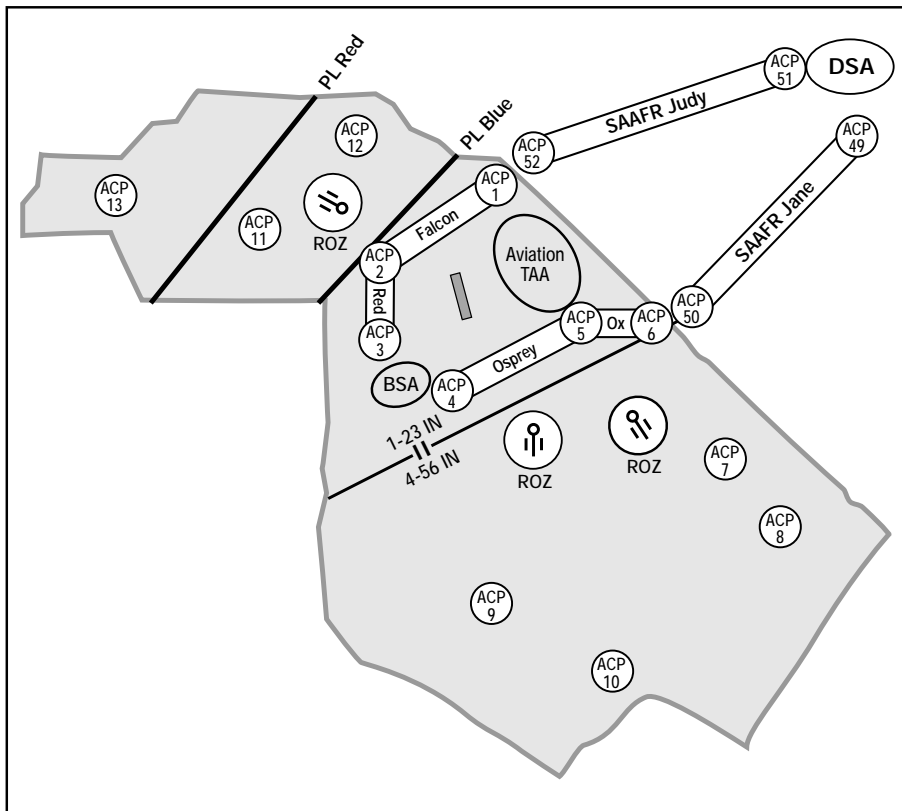 PL Red
PL Blue
ACP
51
DSA
SAAFR Judy
ACP
52
ACP
49
SAAFR Jane
ACP
50
ACP
12
ACP
13
ACP
11
ROZ
ACP
1
Falcon
ACP
2
Red
ACP
3
Aviation
TAA
ACP
5
Ox
ACP
6
Osprey
BSA
ACP
4
1-23 IN
4-56 IN
ROZ
ROZ
ACP
7
ACP
8
ACP
9
ACP
10